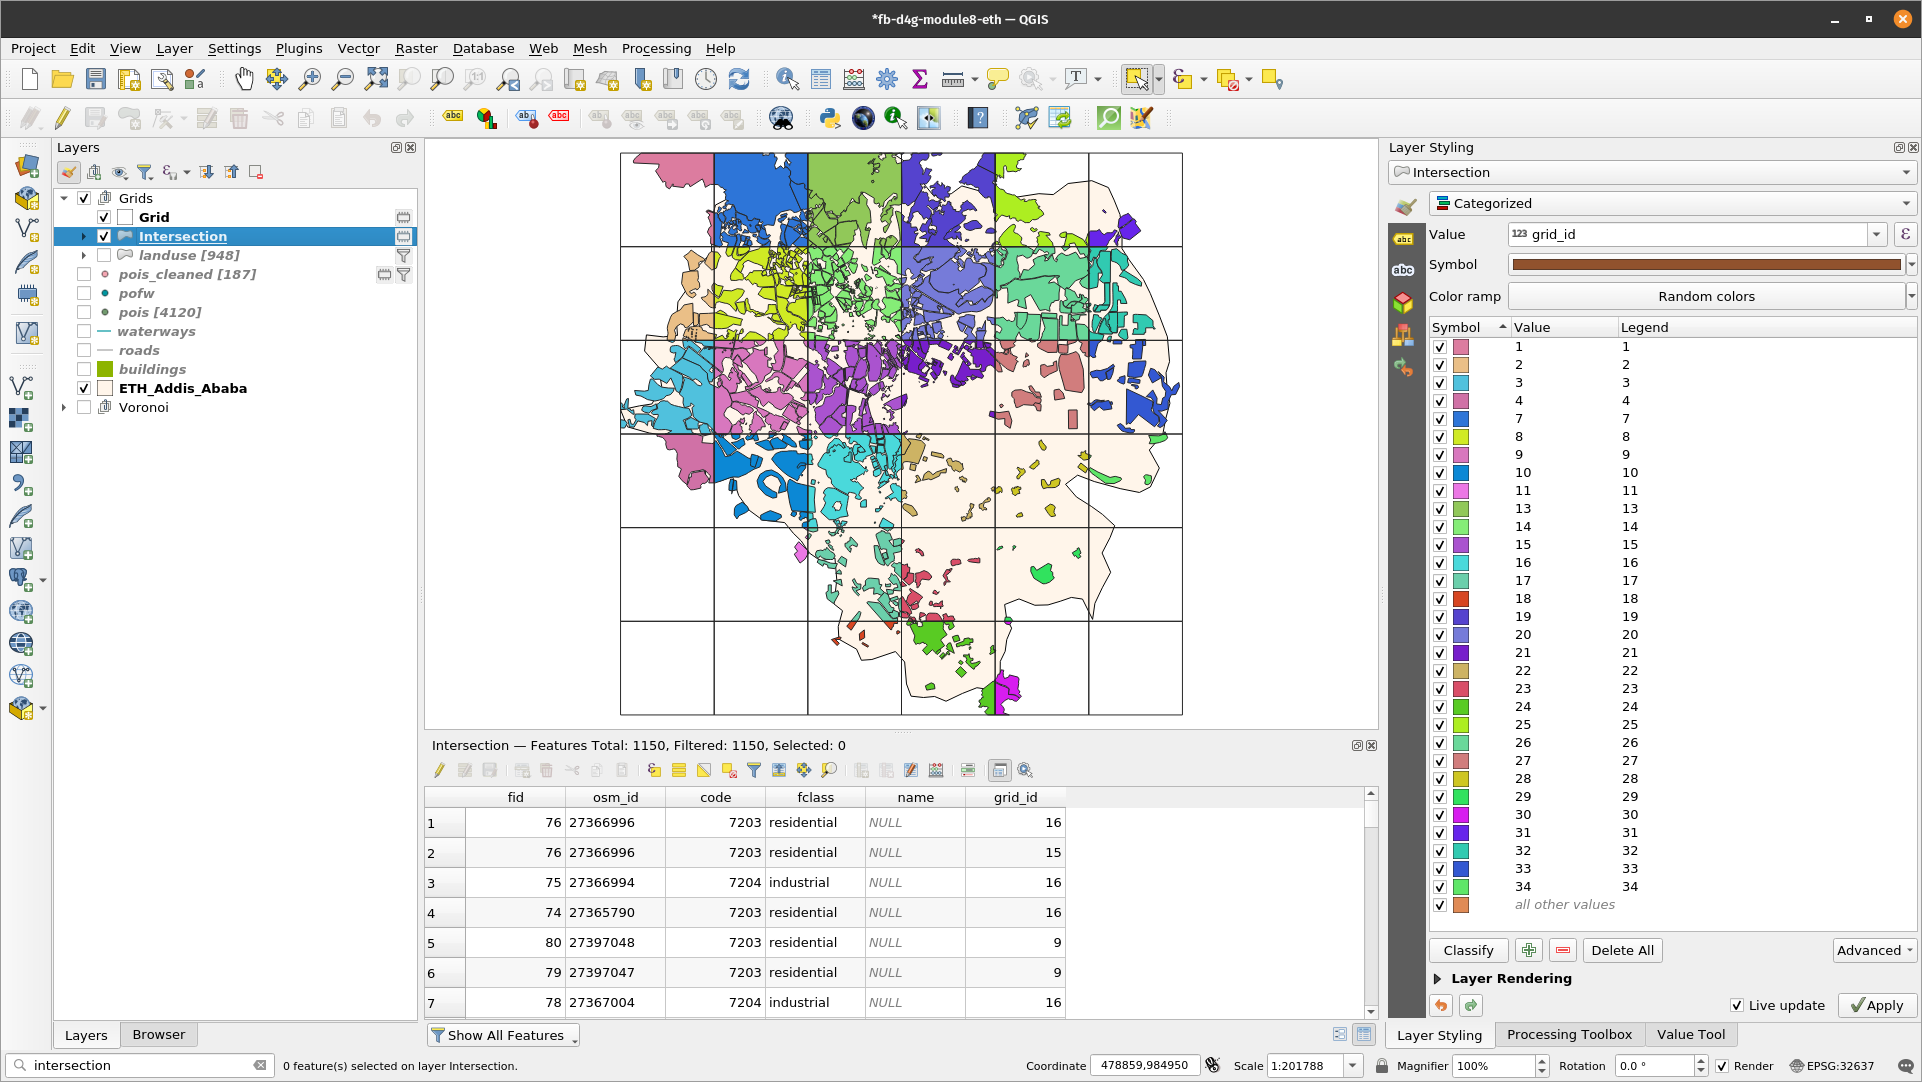 *fb-d4g-module8-eth — QGIS
Project Edit View Layer Settings Plugins Vector Raster Database Web Mesh Processing Help
Layers
Grids
Grid
Intersection
landuse [948]
pois_cleaned [187]
pofw
pois [4120]
waterways
roads
buildings
ETH_Addis_Ababa
Voronoi
Layers Browser
Intersection — Features Total: 1150, Filtered: 1150, Selected: 0
fid osm_id code fclass name grid_id
1 76 27366996 7203 residential NULL 16
2 76 27366996 7203 residential NULL 15
3 75 27366994 7204 industrial NULL 16
4 74 27365790 7203 residential NULL 16
5 80 27397048 7203 residential NULL 9
6 79 27397047 7203 residential NULL 9
7 78 27367004 7204 industrial NULL 16
Show All Features
Layer Styling
Intersection
Categorized
Value 123 grid_id ε
Symbol
Color ramp Random colors
Symbol Value Legend
1 1
2 2
3 3
4 4
7 7
8 8
9 9
10 10
11 11
13 13
14 14
15 15
16 16
17 17
18 18
19 19
20 20
21 21
22 22
23 23
24 24
25 25
26 26
27 27
28 28
29 29
30 30
31 31
32 32
33 33
34 34
all other values
Classify Delete All Advanced
Layer Rendering
Live update Apply
Layer Styling Processing Toolbox Value Tool
intersection 0 feature(s) selected on layer Intersection. Coordinate 478859,984950 Scale 1:201788 Magnifier 100% Rotation 0.0 ° Render EPSG:32637